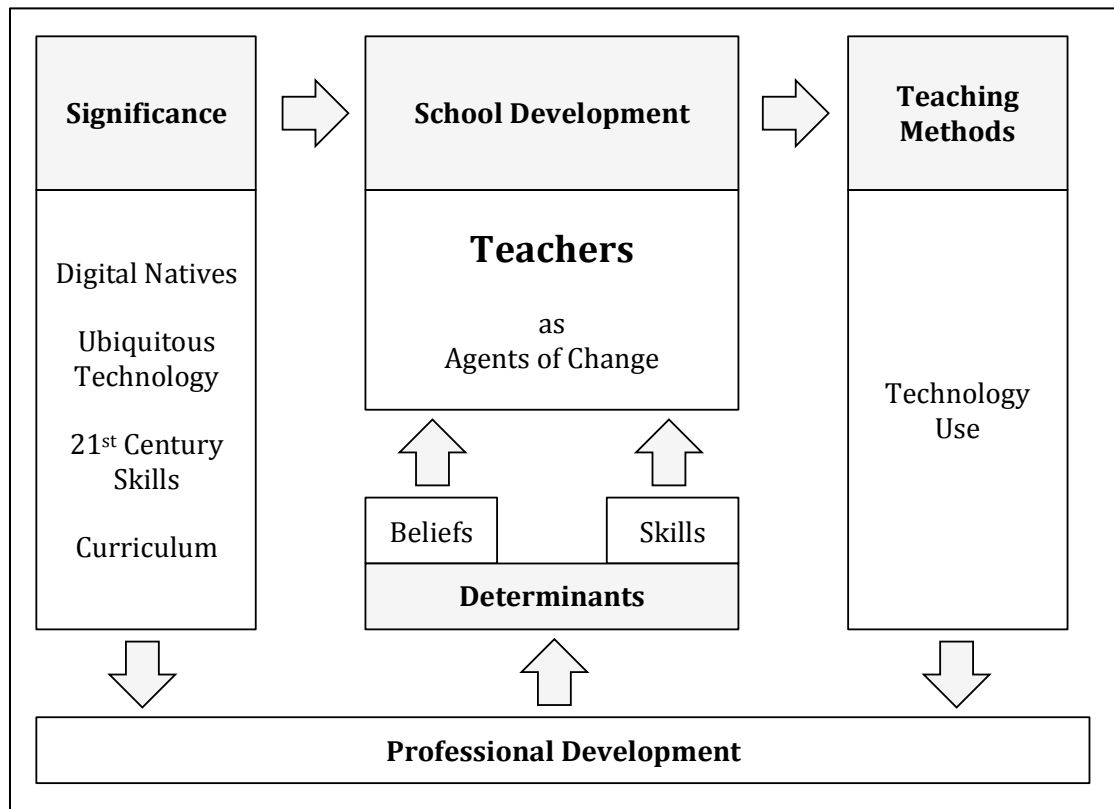 Significance
School Development
Teaching
Methods
Digital Natives
Ubiquitous
Technology
21st Century
Skills
Curriculum
Teachers
as
Agents of Change
Technology
Use
Beliefs
Skills
Determinants
Professional Development